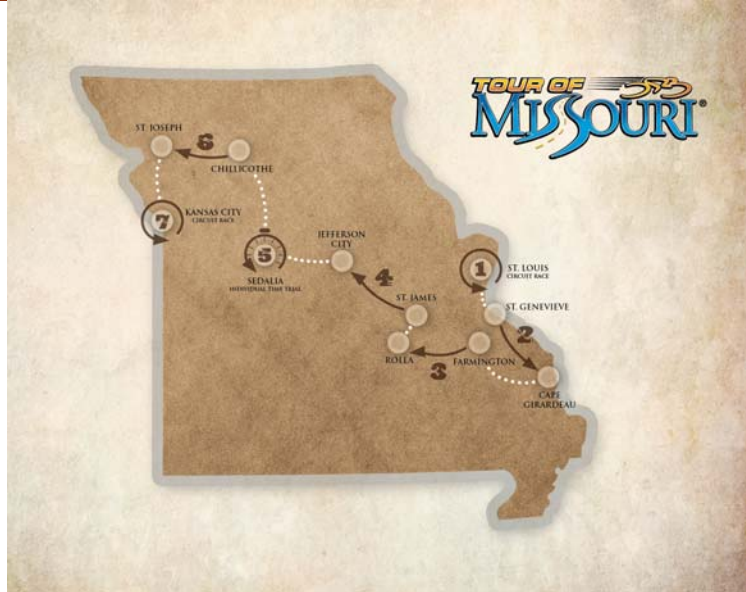 TOUR OF
MISSOURI®
ST. JOSEPH
6
CHILLICOTHE
7
KANSAS CITY
CIRCUIT RACE
JEFFERSON
CITY
5
SEDALIA
INDIVIDUAL TIME TRIAL
1
ST. LOUIS
CIRCUIT RACE
4
ST. JAMES
ST. GENEVIEVE
2
ROLLA
3
FARMINGTON
CAPE
GIRARDEAU